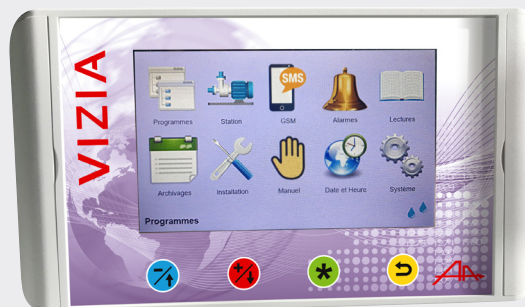 VIZIA
SMS
Programmes Station GSM Alarmes Lectures
Archivages Installation Manuel Date et Heure Système
Programmes